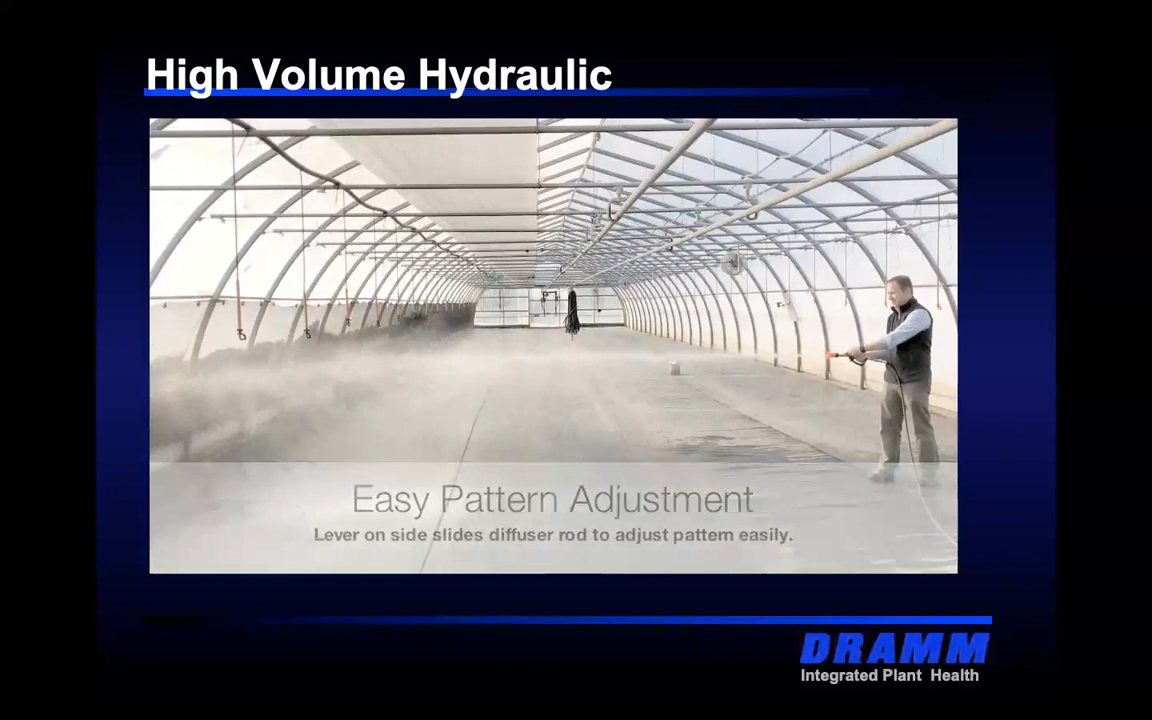 High Volume Hydraulic
Easy Pattern Adjustment
Lever on side slides diffuser rod to adjust pattern easily.
DRAMM
Integrated Plant Health